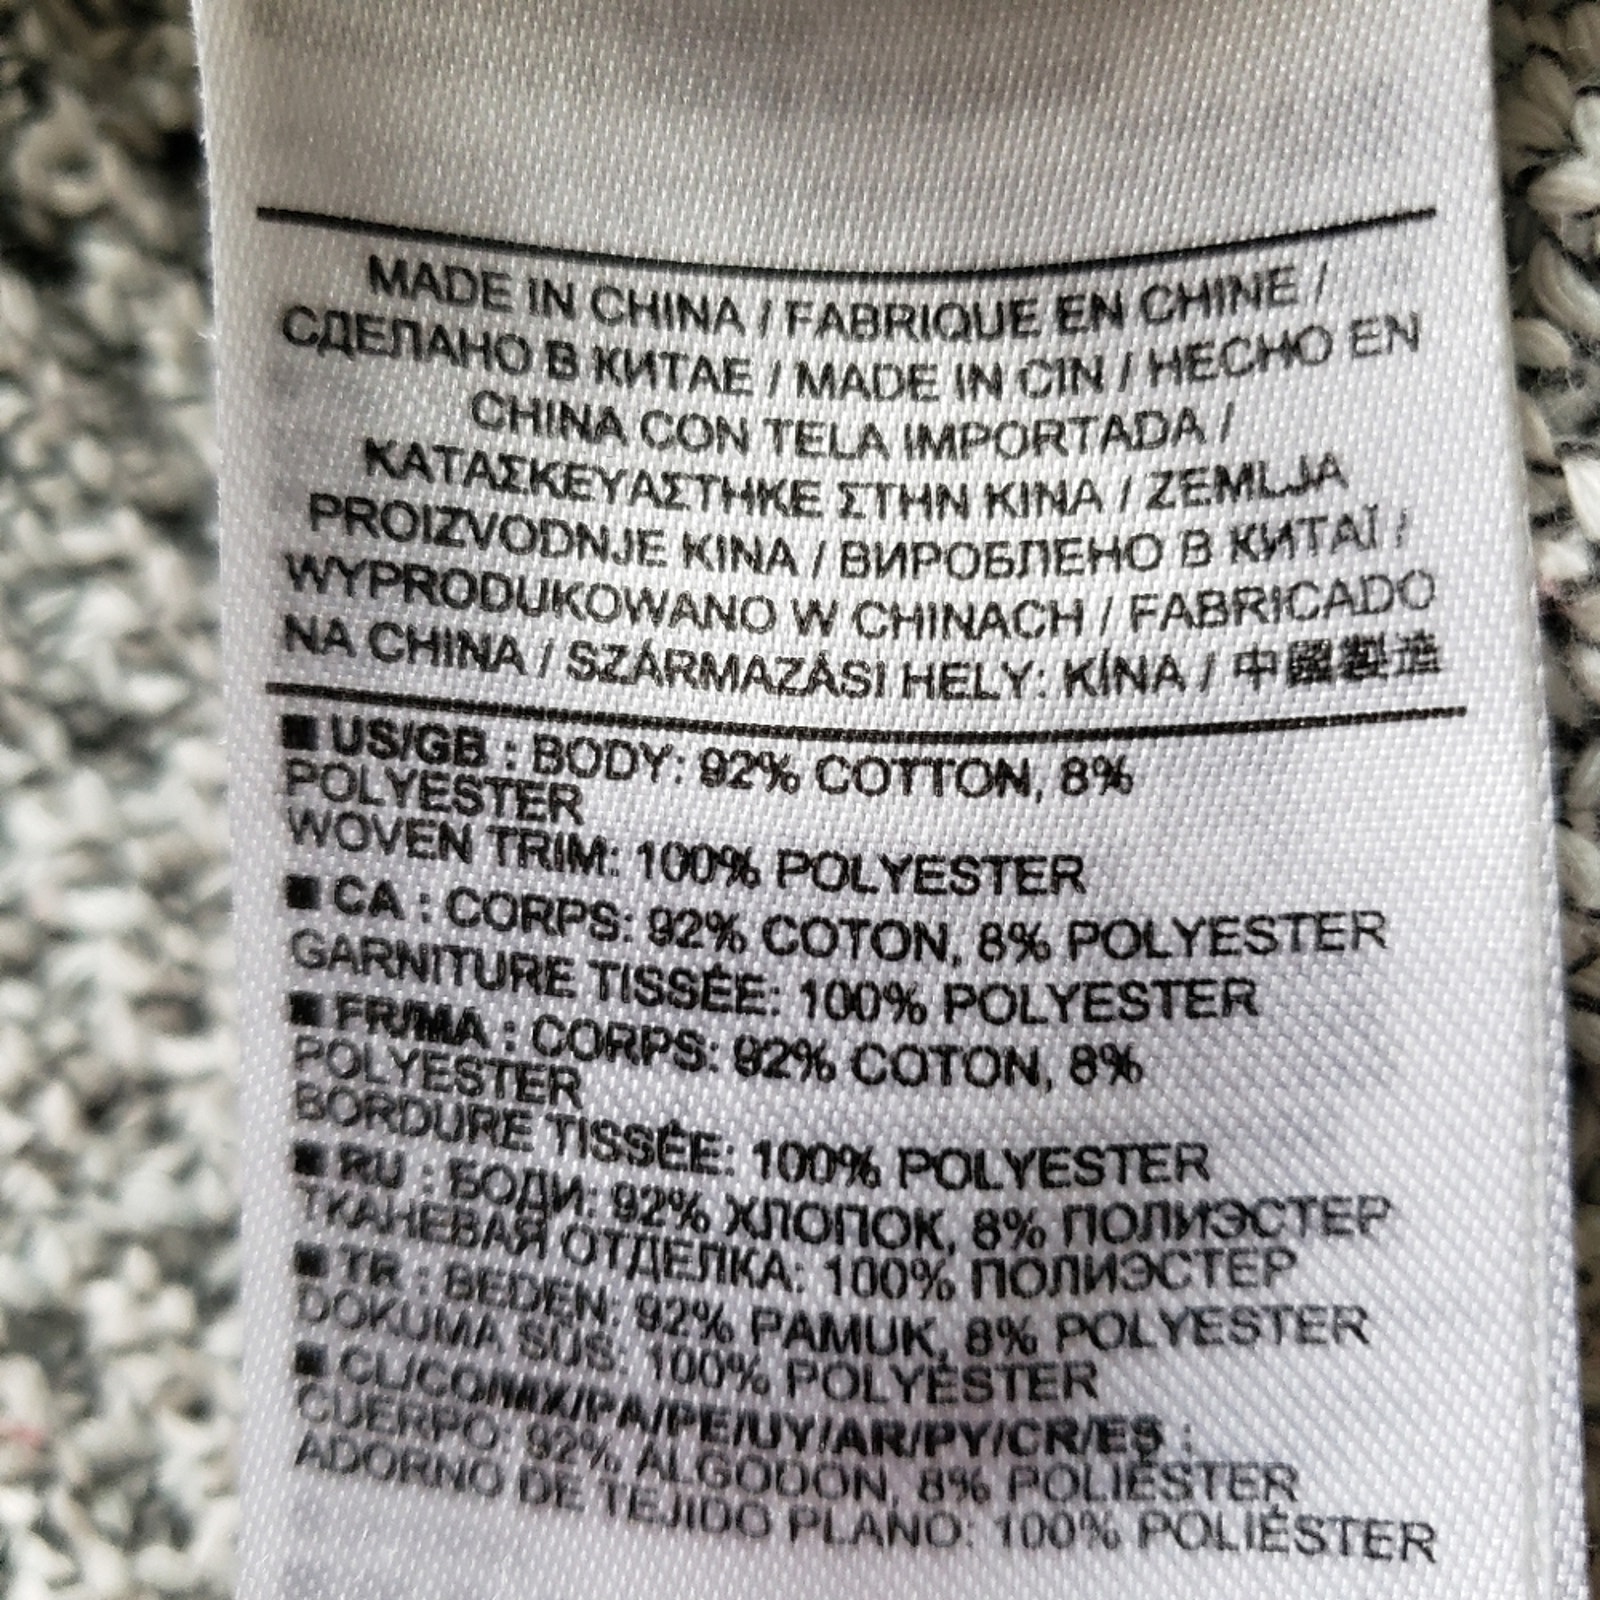 MADE IN CHINA / FABRIQUE EN CHINE /
СДЕЛАНО В КИТАЕ / MADE IN CIN / HECHO EN
CHINA CON TELA IMPORTADA /
ΚΑΤΑΣΚΕΥΑΣΤΗΚΕ ΣΤΗΝ ΚΙΝΑ / ZEMLJA
PROIZVODNJE KINA / ВИРОБЛЕНО В КИТАЇ /
WYPRODUKOWANO W CHINACH / FABRICADO
NA CHINA / SZÁRMAZÁSI HELY: KÍNA / 中國製造
■ US/GB : BODY: 92% COTTON, 8%
POLYESTER
WOVEN TRIM: 100% POLYESTER
■ CA : CORPS: 92% COTON, 8% POLYESTER
GARNITURE TISSÉE: 100% POLYESTER
■ FR/MA : CORPS: 92% COTON, 8%
POLYESTER
BORDURE TISSÉE: 100% POLYESTER
■ RU : БОДИ: 92% ХЛОПОК, 8% ПОЛИЭСТЕР
ТКАНЕВАЯ ОТДЕЛКА: 100% ПОЛИЭСТЕР
■ TR : BEDEN: 92% PAMUK, 8% POLYESTER
DOKUMA SÜS: 100% POLYESTER
■ CL/CO/MX/PA/PE/UY/AR/PY/CR/ES :
CUERPO: 92% ALGODÓN, 8% POLIÉSTER
ADORNO DE TEJIDO PLANO: 100% POLIÉSTER